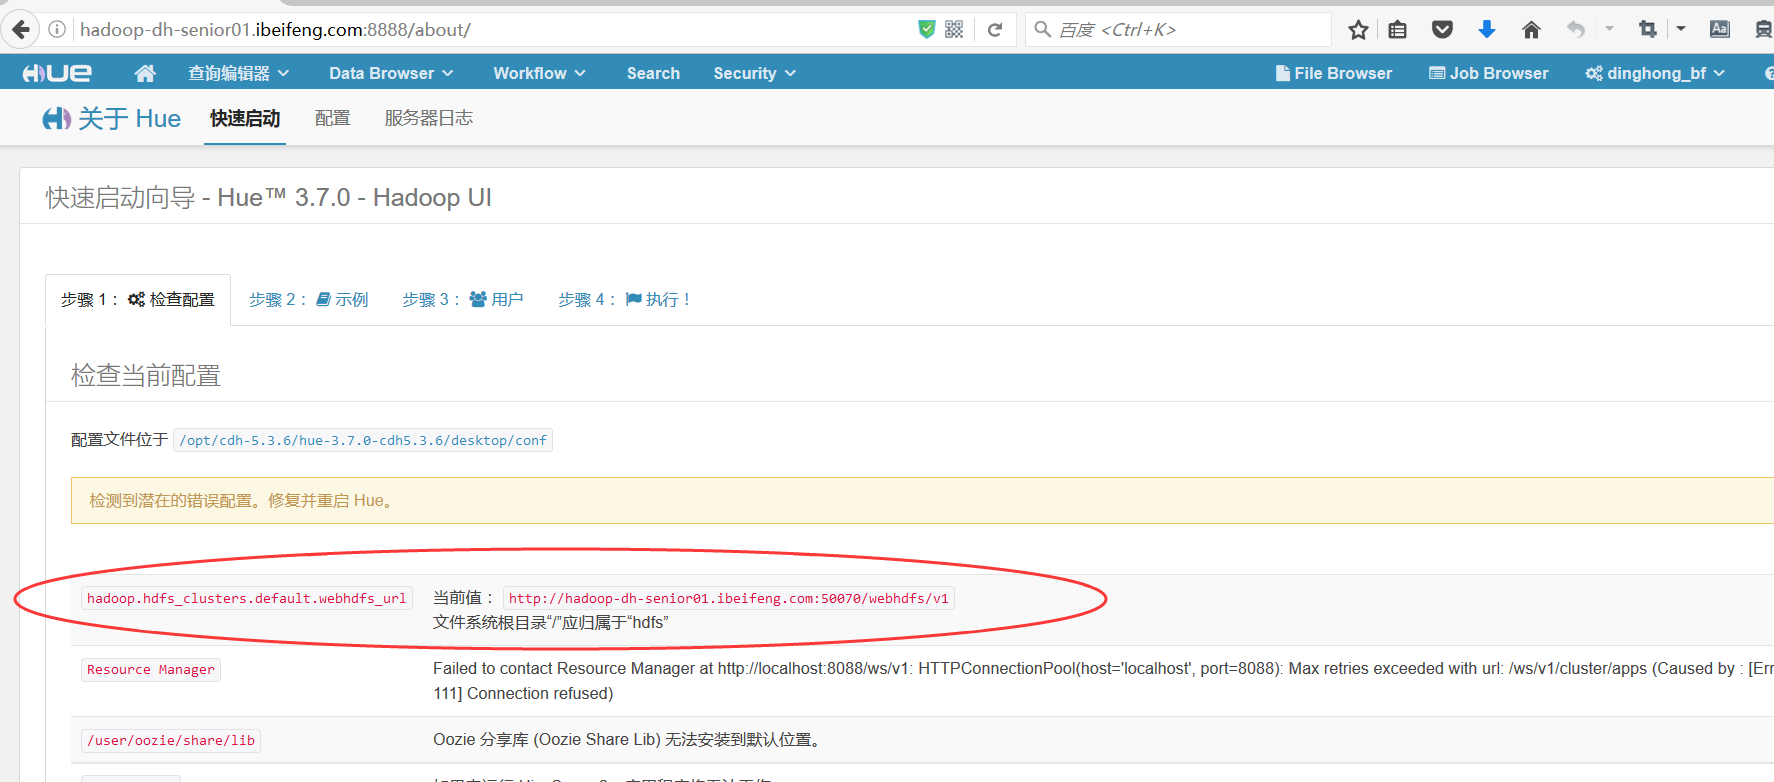 hadoop-dh-senior01.ibeifeng.com:8888/about/
百度 <Ctrl+K>
HUE 查询编辑器 Data Browser Workflow Search Security File Browser Job Browser dinghong_bf
关于 Hue 快速启动 配置 服务器日志
快速启动向导 - Hue™ 3.7.0 - Hadoop UI
步骤 1： 检查配置 步骤 2： 示例 步骤 3： 用户 步骤 4： 执行！
检查当前配置
配置文件位于 /opt/cdh-5.3.6/hue-3.7.0-cdh5.3.6/desktop/conf
检测到潜在的错误配置。修复并重启 Hue。
hadoop.hdfs_clusters.default.webhdfs_url 当前值： http://hadoop-dh-senior01.ibeifeng.com:50070/webhdfs/v1
文件系统根目录“/”应归属于“hdfs”
Resource Manager Failed to contact Resource Manager at http://localhost:8088/ws/v1: HTTPConnectionPool(host='localhost', port=8088): Max retries exceeded with url: /ws/v1/cluster/apps (Caused by : [Err
111] Connection refused)
/user/oozie/share/lib Oozie 分享库 (Oozie Share Lib) 无法安装到默认位置。